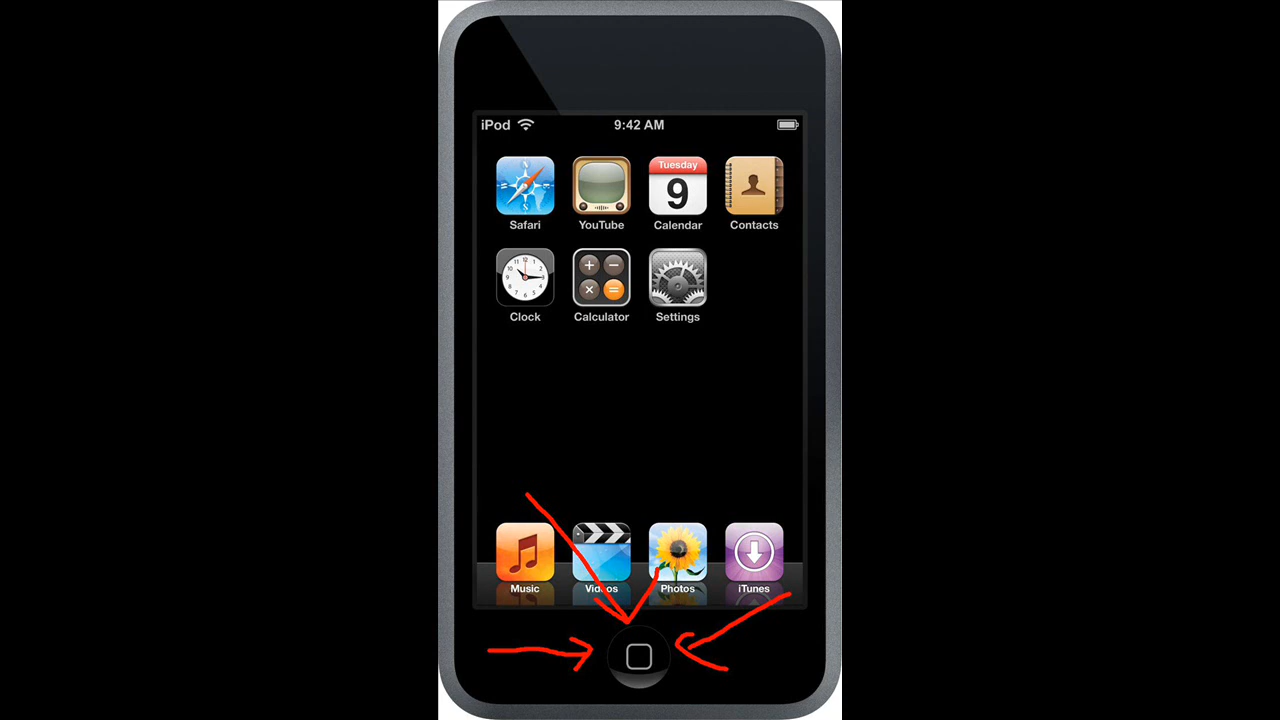 iPod 9:42 AM
Tuesday
9
Safari YouTube Calendar Contacts
Clock Calculator Settings
Music Videos Photos iTunes